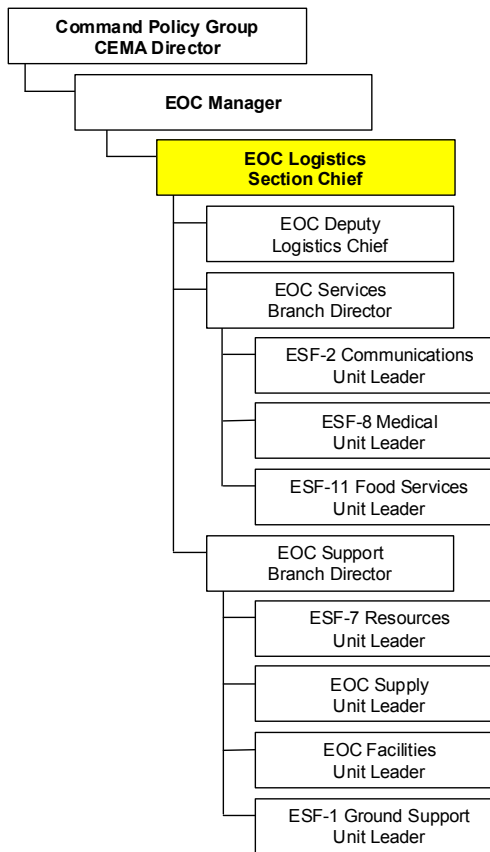 Command Policy Group
CEMA Director
EOC Manager
EOC Logistics
Section Chief
EOC Deputy
Logistics Chief
EOC Services
Branch Director
ESF-2 Communications
Unit Leader
ESF-8 Medical
Unit Leader
ESF-11 Food Services
Unit Leader
EOC Support
Branch Director
ESF-7 Resources
Unit Leader
EOC Supply
Unit Leader
EOC Facilities
Unit Leader
ESF-1 Ground Support
Unit Leader